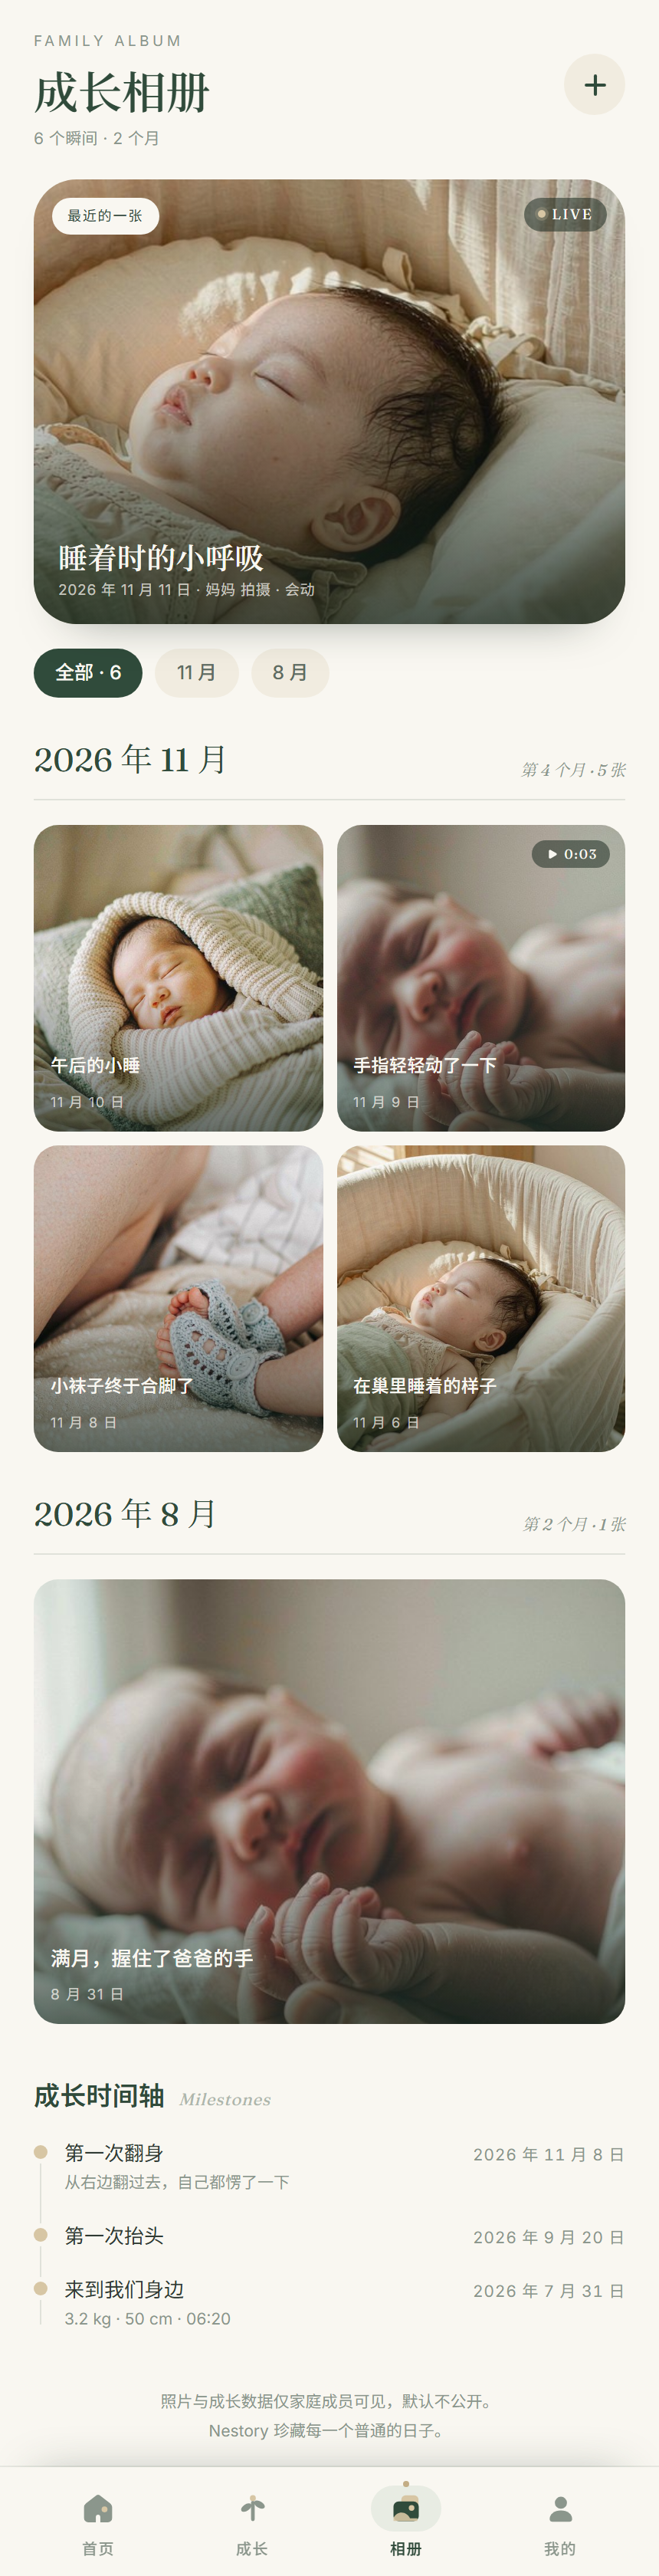 FAMILY ALBUM
成长相册
6 个瞬间 · 2 个月
最近的一张
LIVE
睡着时的小呼吸
2026 年 11 月 11 日 · 妈妈 拍摄 · 会动
全部 · 6
11 月
8 月
2026 年 11 月
第 4 个月 · 5 张
0:03
午后的小睡
11 月 10 日
手指轻轻动了一下
11 月 9 日
小袜子终于合脚了
11 月 8 日
在巢里睡着的样子
11 月 6 日
2026 年 8 月
第 2 个月 · 1 张
满月，握住了爸爸的手
8 月 31 日
成长时间轴 Milestones
第一次翻身
2026 年 11 月 8 日
从右边翻过去，自己都愣了一下
第一次抬头
2026 年 9 月 20 日
来到我们身边
2026 年 7 月 31 日
3.2 kg · 50 cm · 06:20
照片与成长数据仅家庭成员可见，默认不公开。
Nestory 珍藏每一个普通的日子。
首页
成长
相册
我的